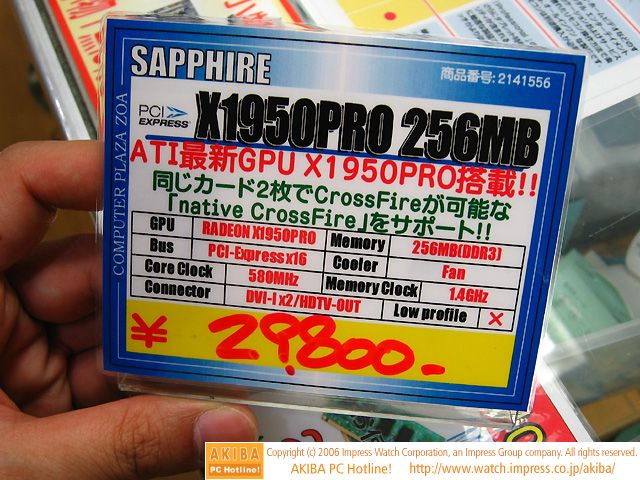 SAPPHIRE
商品番号:2141556
COMPUTER PLAZA ZOA
PCI EXPRESS
X1950PRO 256MB
ATI最新GPU X1950PRO搭載!!
同じカード2枚でCrossFireが可能な
「native CrossFire」をサポート!!
GPU RADEON X1950PRO Memory 256MB(DDR3)
Bus PCI-Express x16 Cooler Fan
Core Clock 580MHz Memory Clock 1.4GHz
Connector DVI-I x2/HDTV-OUT Low profile ×
¥ 29800-
AKIBA PC Hotline!
Copyright (c) 2006 Impress Watch Corporation, an Impress Group company. All rights reserved.
AKIBA PC Hotline! http://www.watch.impress.co.jp/akiba/